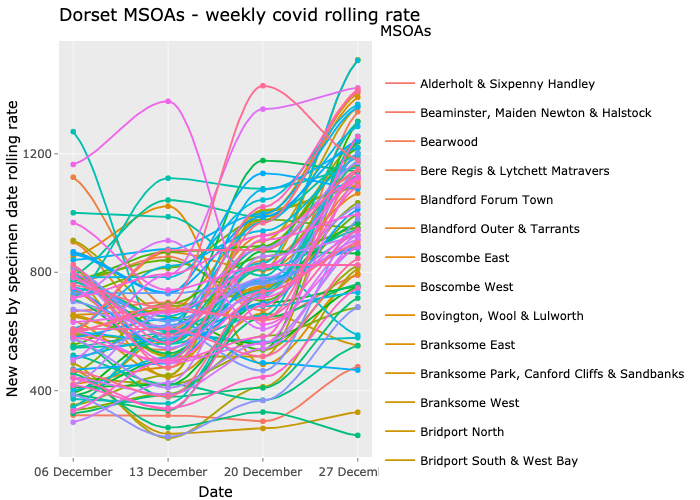 Dorset MSOAs - weekly covid rolling rate
MSOAs
New cases by specimen date rolling rate
1200
800
400
06 December
13 December
20 December
27 Decem
Date
Alderholt & Sixpenny Handley
Beaminster, Maiden Newton & Halstock
Bearwood
Bere Regis & Lytchett Matravers
Blandford Forum Town
Blandford Outer & Tarrants
Boscombe East
Boscombe West
Bovington, Wool & Lulworth
Branksome East
Branksome Park, Canford Cliffs & Sandbanks
Branksome West
Bridport North
Bridport South & West Bay